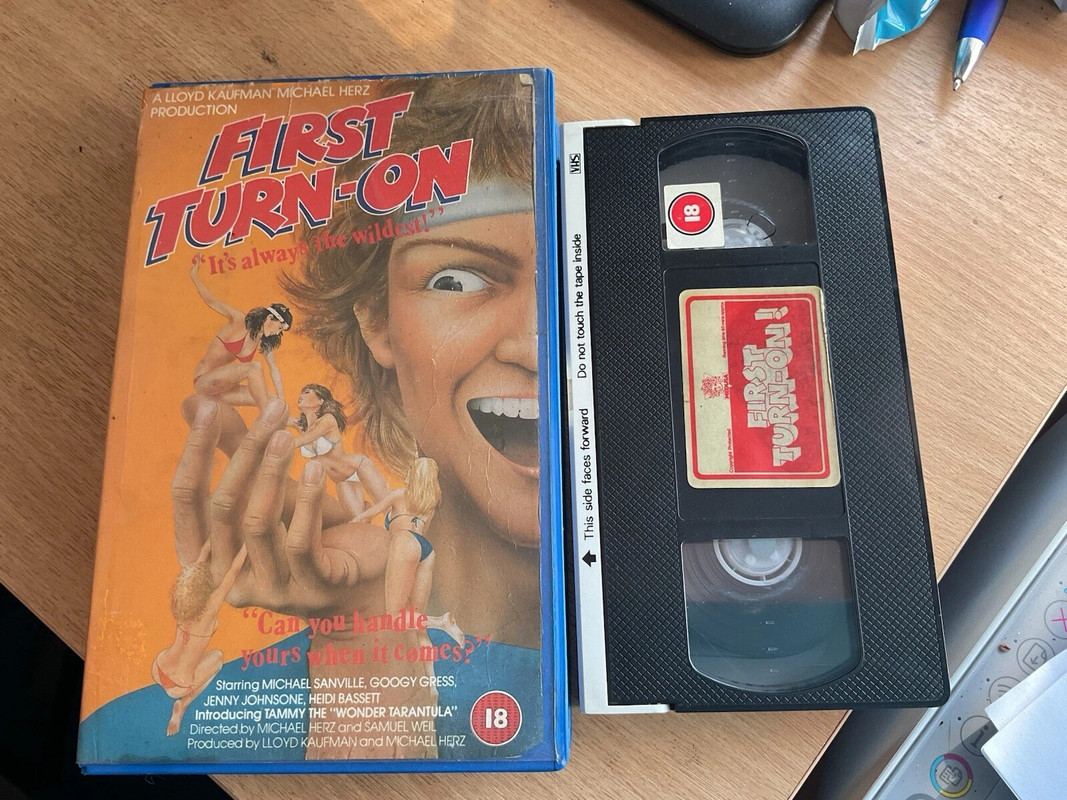 A LLOYD KAUFMAN MICHAEL HERZ
PRODUCTION
FIRST
TURN-ON
“It's always the wildest!”
“Can you handle
yours when it comes?”
Starring MICHAEL SANVILLE, GOOGY GRESS,
JENNY JOHNSONE, HEIDI BASSETT
Introducing TAMMY THE “WONDER TARANTULA”
Directed by MICHAEL HERZ and SAMUEL WEIL
Produced by LLOYD KAUFMAN and MICHAEL HERZ
18
VHS
Do not touch the tape inside
This side faces forward
18
FIRST
TURN-ON!
Copyright Protected